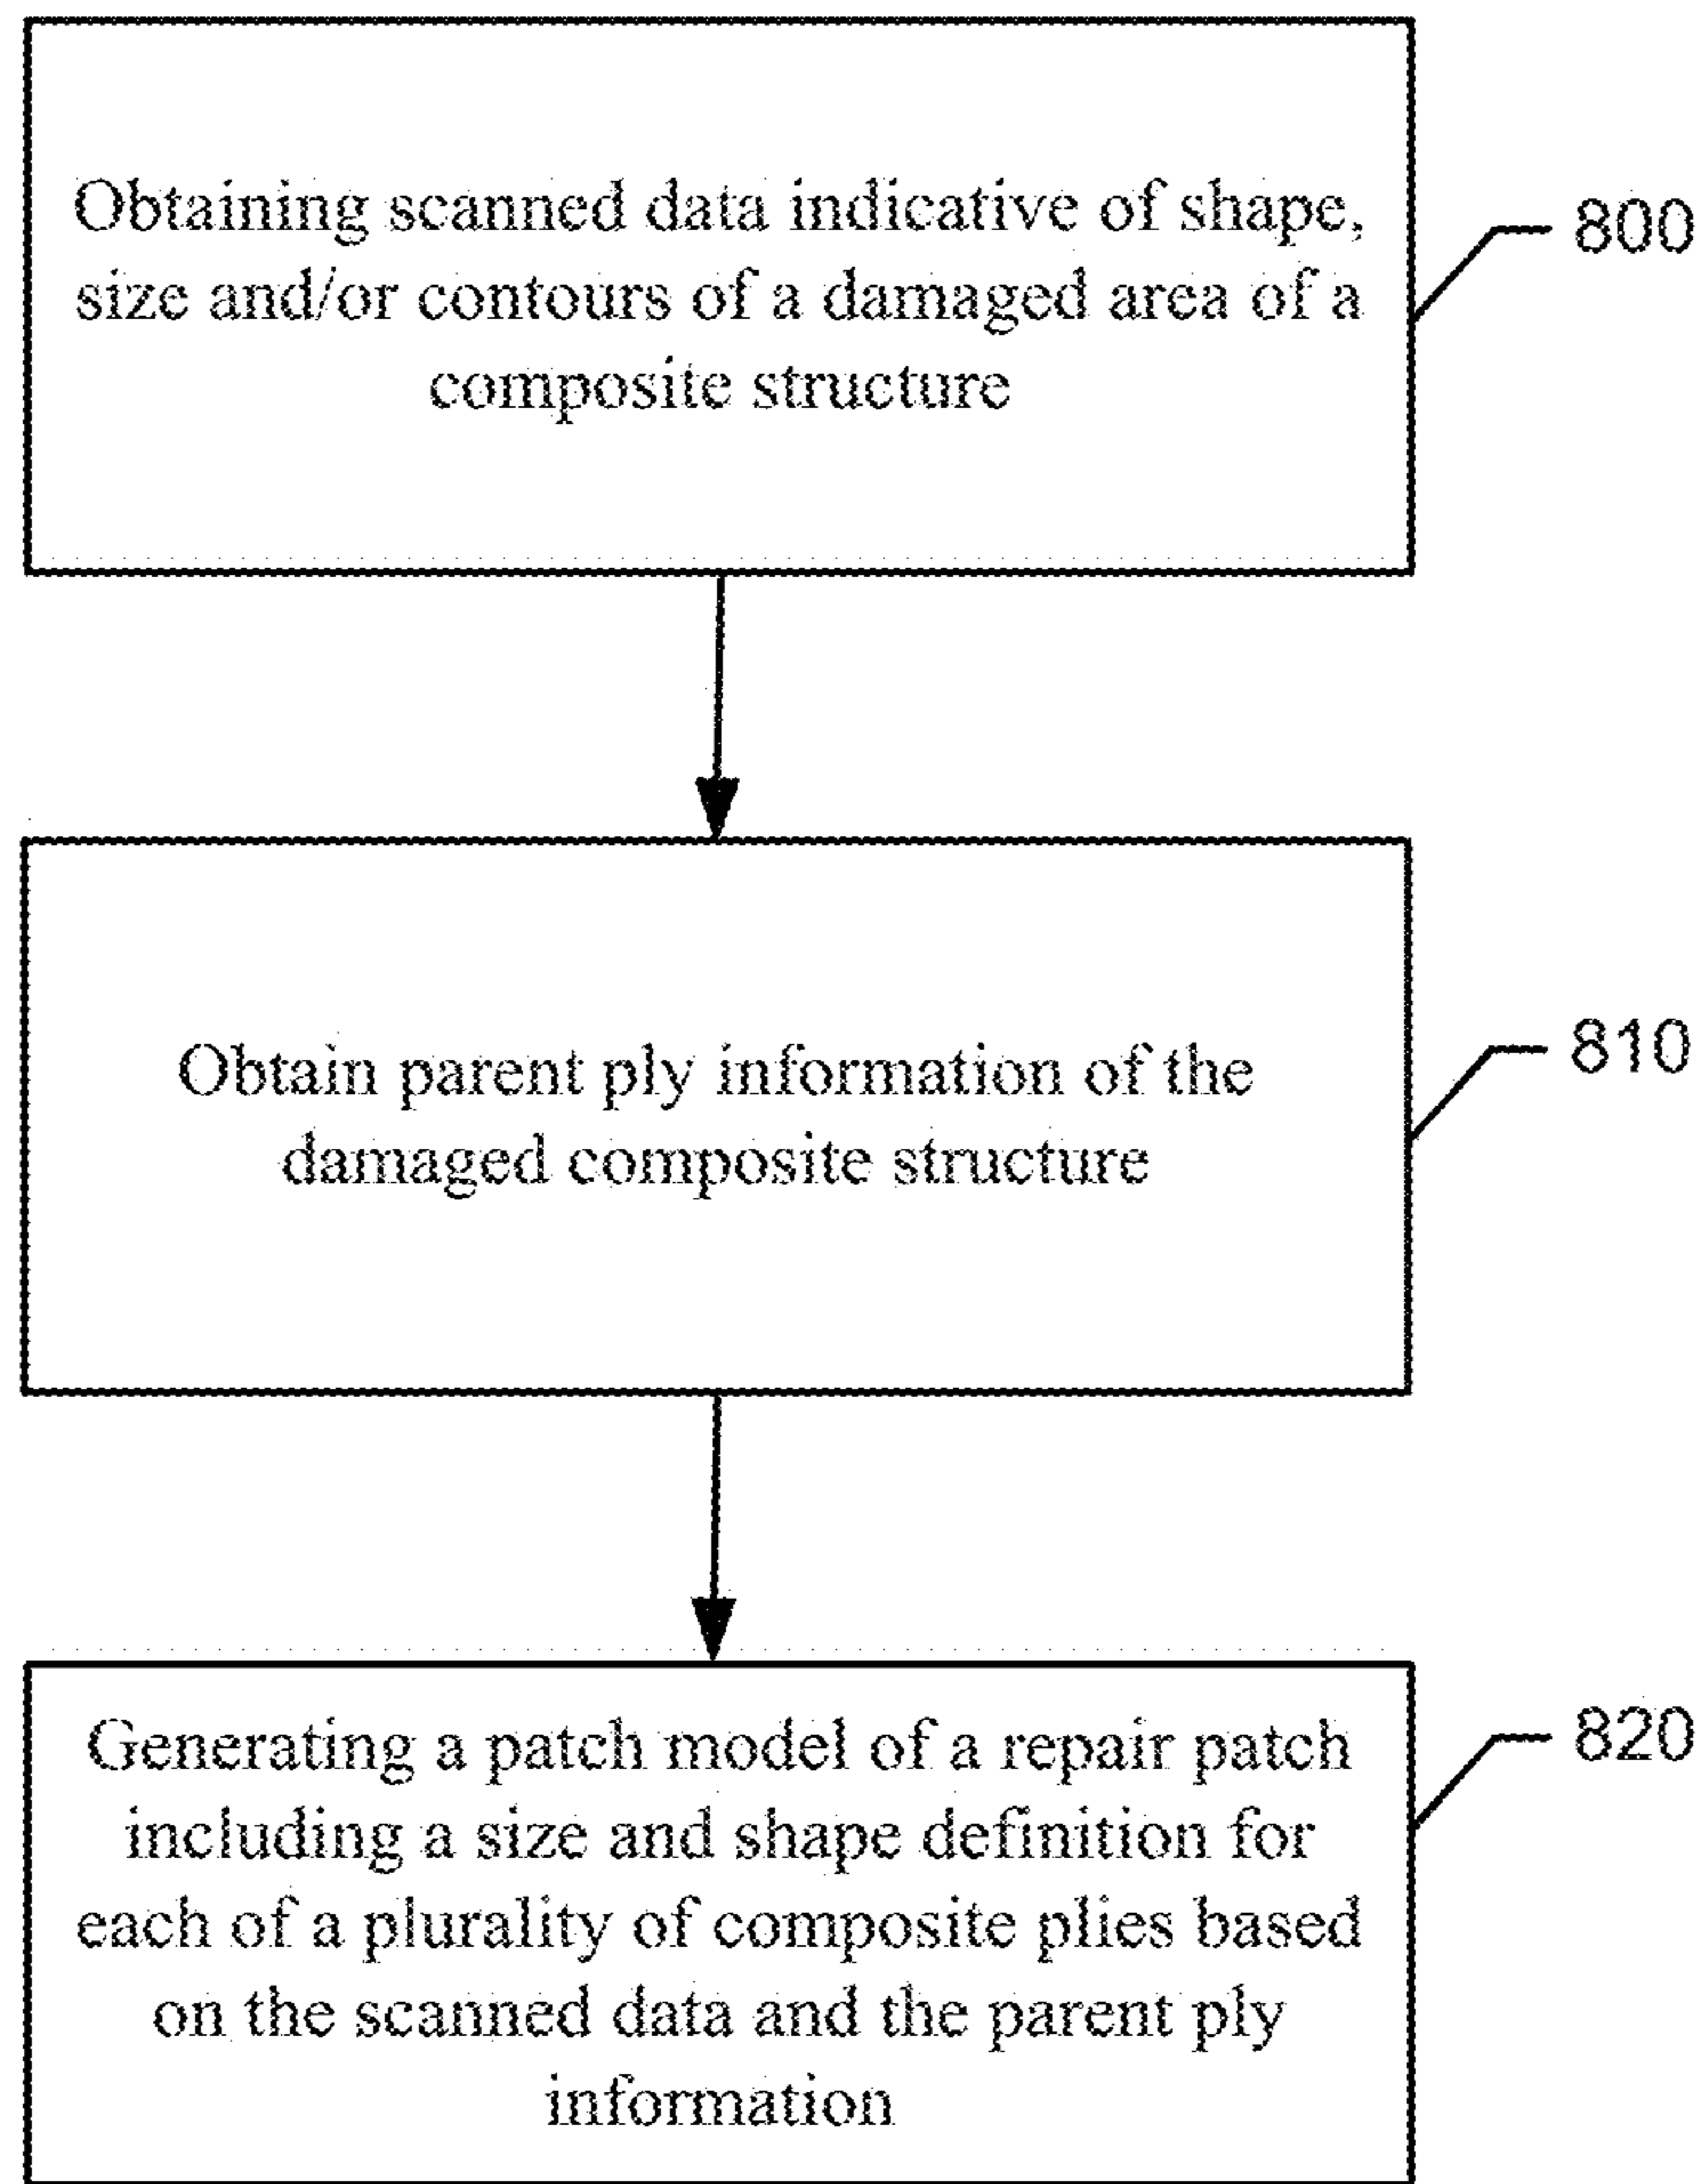 Obtaining scanned data indicative of shape,
size and/or contours of a damaged area of a
composite structure
800
Obtain parent ply information of the
damaged composite structure
810
Generating a patch model of a repair patch
including a size and shape definition for
each of a plurality of composite plies based
on the scanned data and the parent ply
information
820